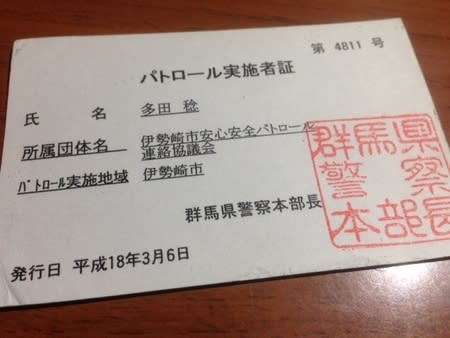 第 4811 号
パトロール実施者証
氏 名 多田 稔
所属団体名 伊勢崎市安心安全パトロール
連絡協議会
パトロール実施地域 伊勢崎市
群馬県警察本部長
群馬県
警察
本部長
発行日 平成18年3月6日